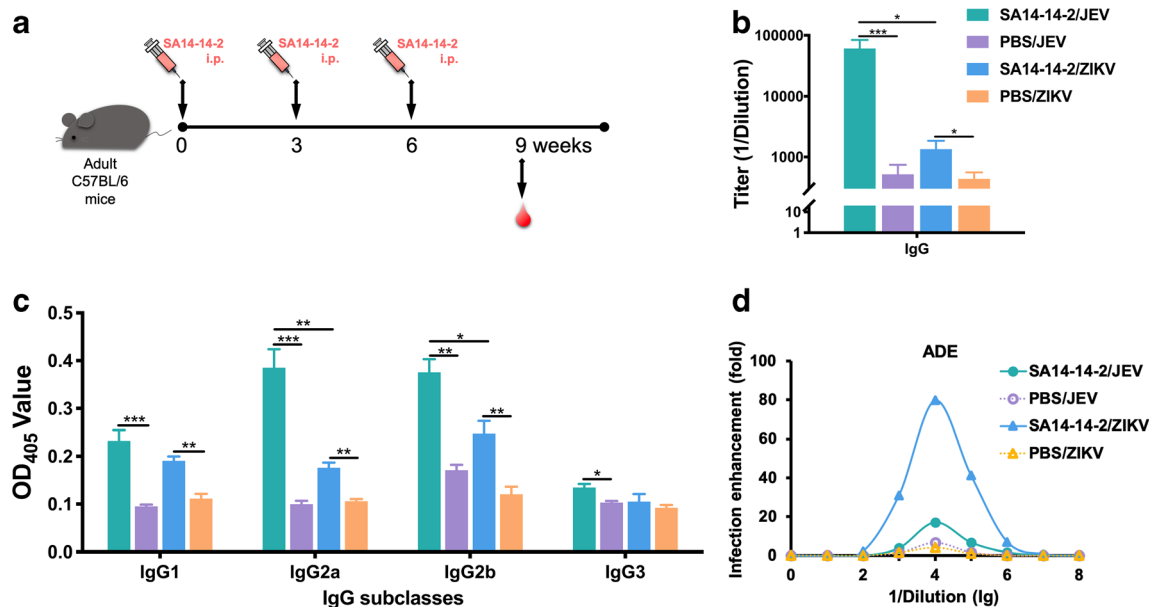 a
SA14-14-2
i.p.
SA14-14-2
i.p.
SA14-14-2
i.p.
0
3
6
9 weeks
Adult
C57BL/6
mice
b
SA14-14-2/JEV
PBS/JEV
SA14-14-2/ZIKV
PBS/ZIKV
Titer (1/Dilution)
100000
10000
1000
10
1
*
***
*
IgG
c
OD405 Value
0.5
0.4
0.3
0.2
0.1
0.0
***
**
**
***
**
*
**
**
*
IgG1
IgG2a
IgG2b
IgG3
IgG subclasses
d
ADE
Infection enhancement (fold)
100
80
60
40
20
0
0
2
4
6
8
1/Dilution (lg)
SA14-14-2/JEV
PBS/JEV
SA14-14-2/ZIKV
PBS/ZIKV